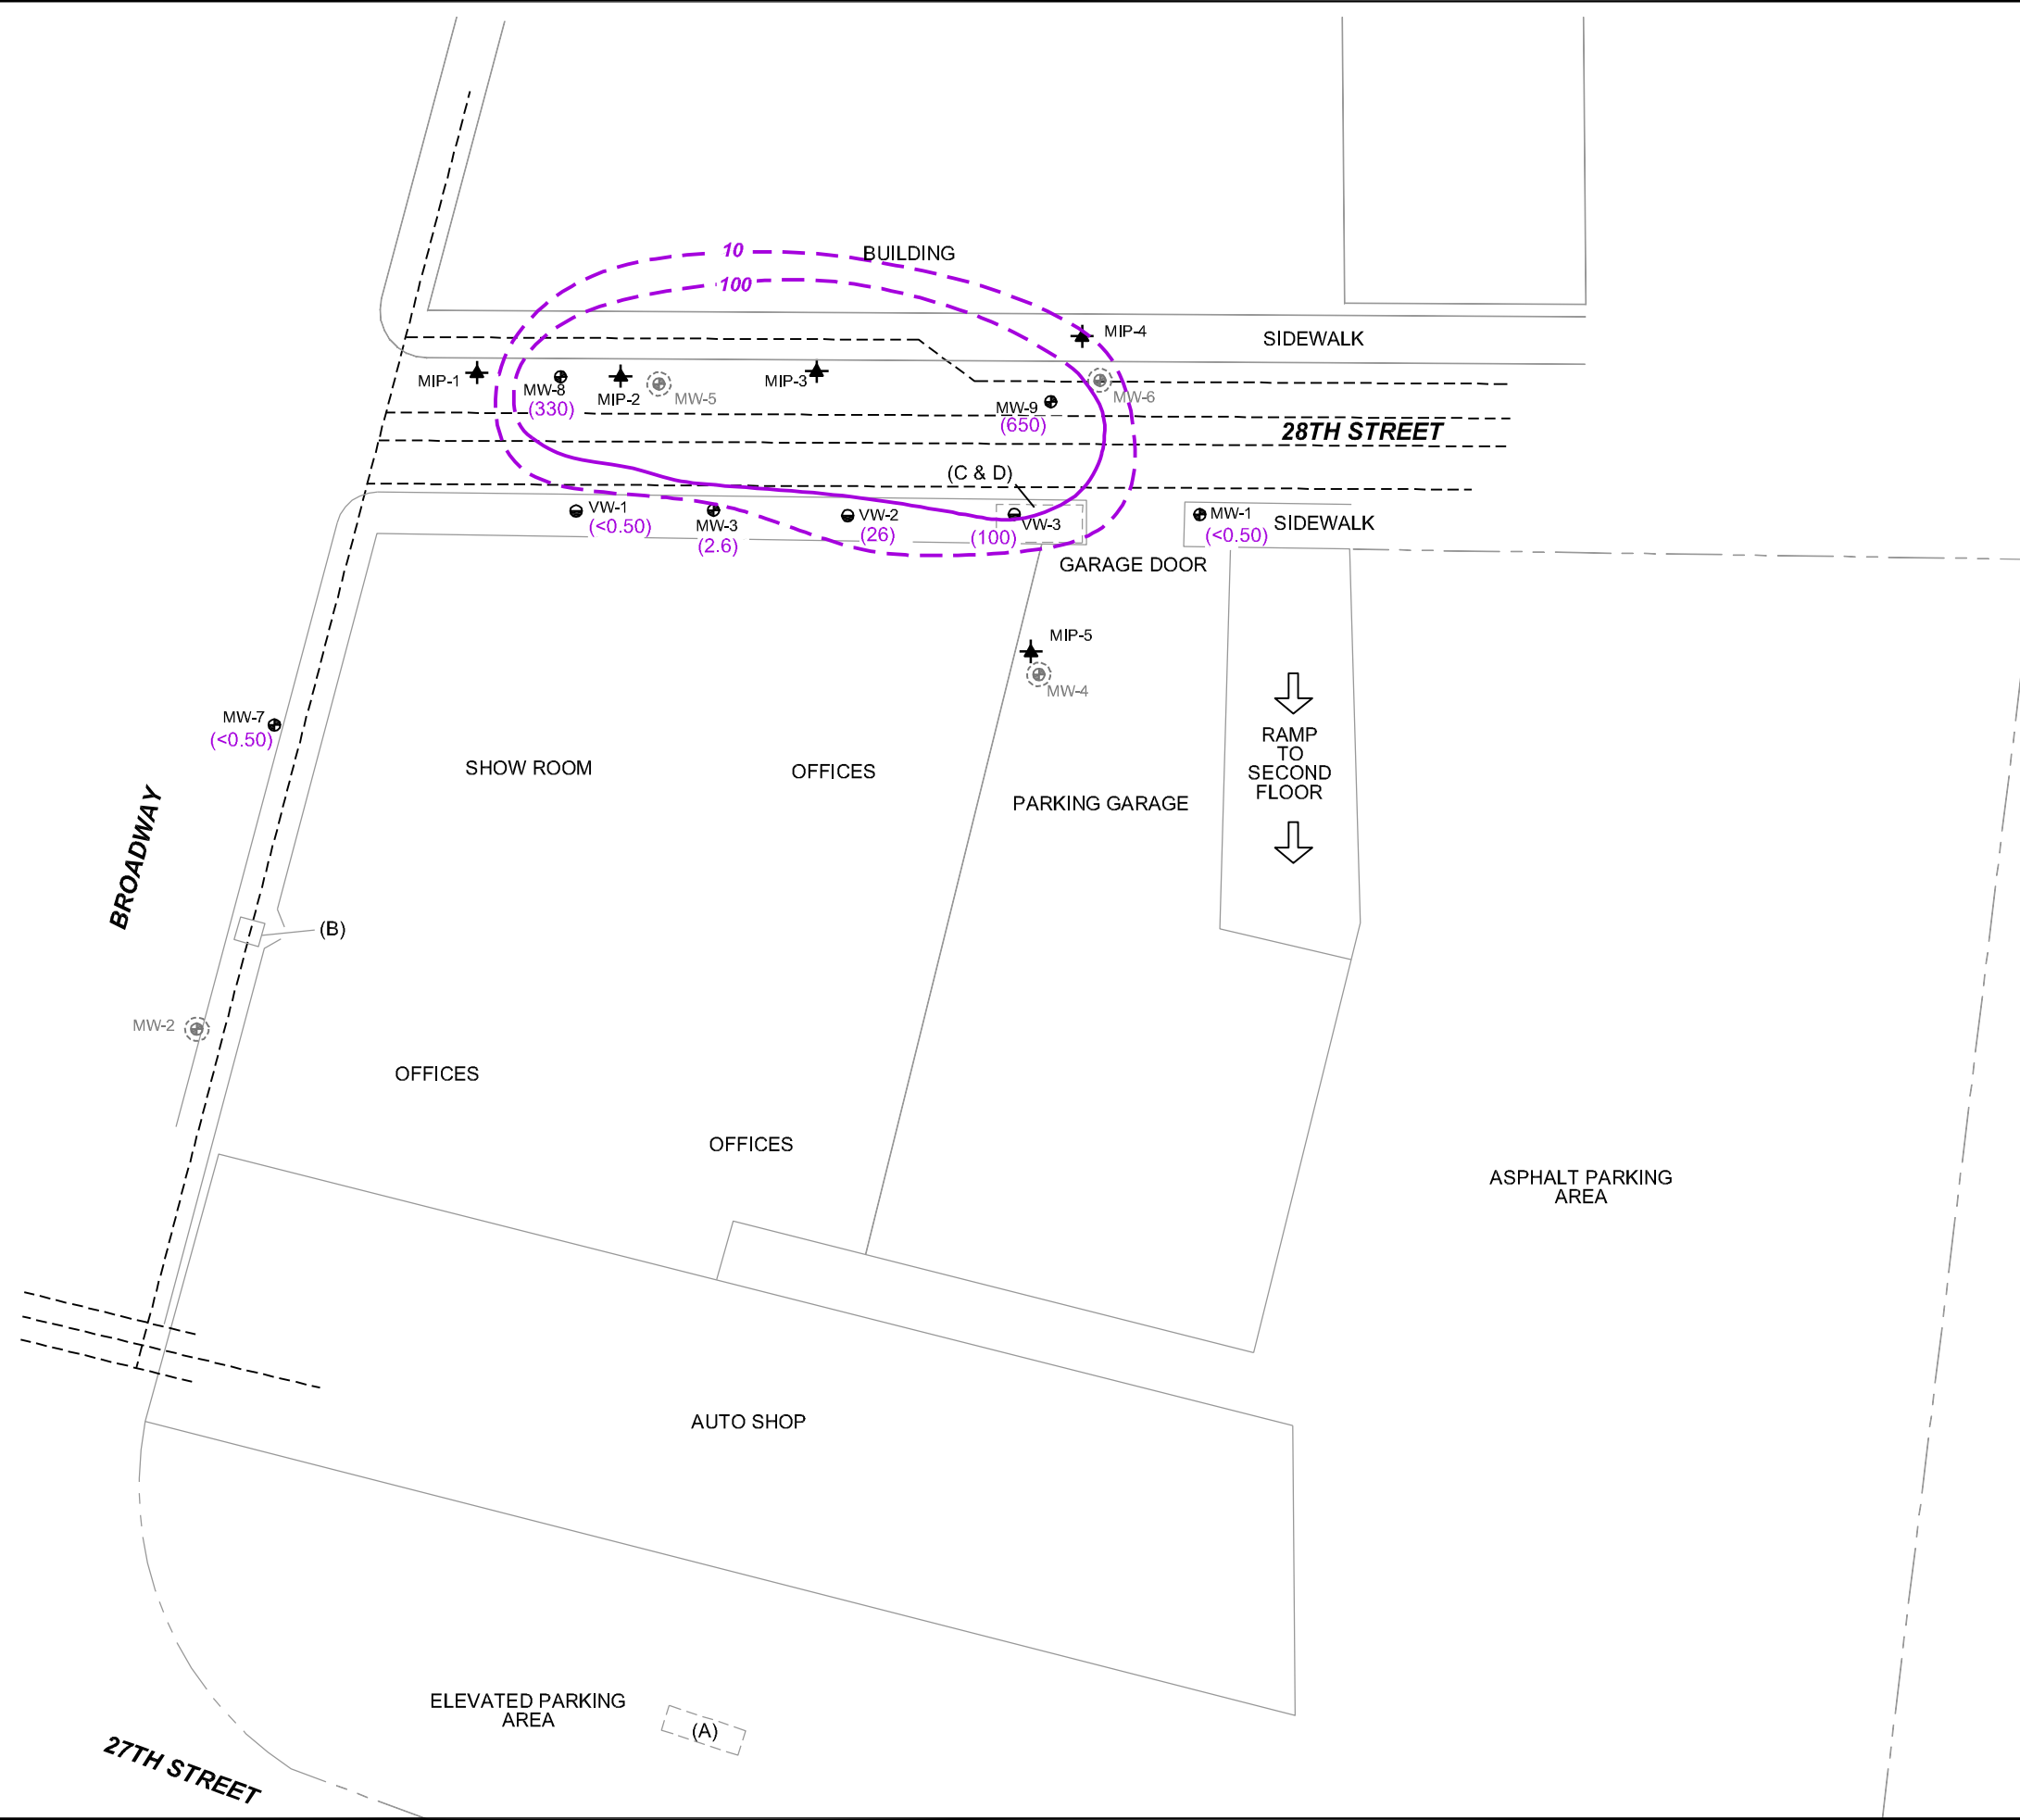 10
BUILDING
100
MIP-4
SIDEWALK
MIP-1
MW-8
(330)
MIP-2
MW-5
MIP-3
MW-9
(650)
MW-6
28TH STREET
(C & D)
VW-1
(<0.50)
MW-3
(2.6)
VW-2
(26)
VW-3
(100)
MW-1
(<0.50)
SIDEWALK
GARAGE DOOR
MIP-5
MW-4
MW-7
(<0.50)
SHOW ROOM
OFFICES
RAMP
TO
SECOND
FLOOR
PARKING GARAGE
BROADWAY
(B)
MW-2
OFFICES
OFFICES
ASPHALT PARKING
AREA
AUTO SHOP
ELEVATED PARKING
AREA
(A)
27TH STREET